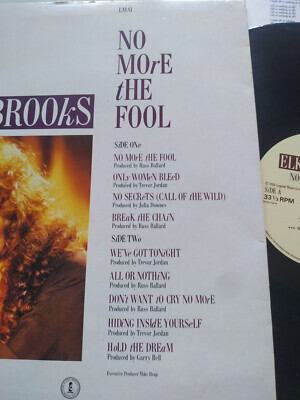 LMA1
NO
MOrE
tHE
FOOL
BROOkS
SiDE ONe
NO MOrE tHE FOOL
Produced by Russ Ballard
ONLy WOMEN BLEeD
Produced by Trevor Jordan
NO SECrETS (CALL OF tHE WILD)
Produced by Julia Downes
BREaK tHE CHAiN
Produced by Russ Ballard
SiDE TWo
WE'VE GOT TONiGHT
Produced by Trevor Jordan
ALL OR NOTHiNG
Produced by Russ Ballard
DON'T WANT tO CRY NO MOrE
Produced by Russ Ballard
HiDING INSiDE YOURSELF
Produced by Trevor Jordan
HoLD tHE DREaM
Produced by Garry Bell
Executive Producer Mike Heap
ELK
NO
SiDE A
33⅓ RPM